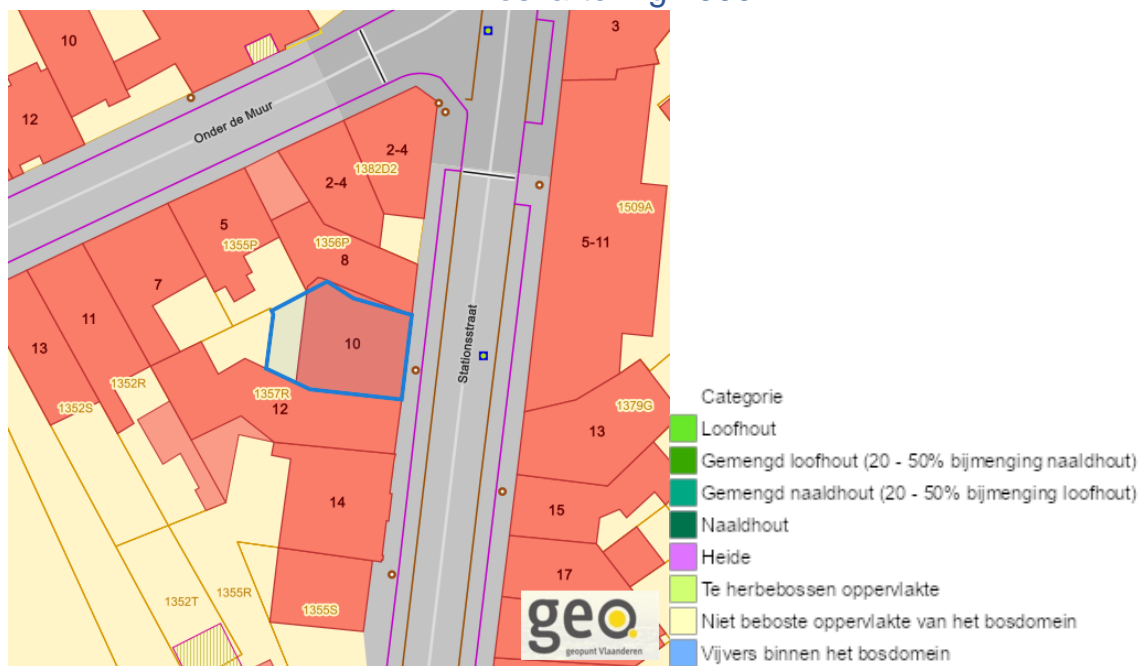 10
3
12
Onder de Muur
2-4
2-4
1382D2
5
1355P
1356P
8
1509A
5-11
7
11
13
10
Stationsstraat
1352R
1352S
1357R
12
1379G
13
14
15
17
1352T
1355R
1355S
geo.
geopunt Vlaanderen
Categorie
Loofhout
Gemengd loofhout (20 - 50% bijmenging naaldhout)
Gemengd naaldhout (20 - 50% bijmenging loofhout)
Naaldhout
Heide
Te herbebossen oppervlakte
Niet beboste oppervlakte van het bosdomein
Vijvers binnen het bosdomein